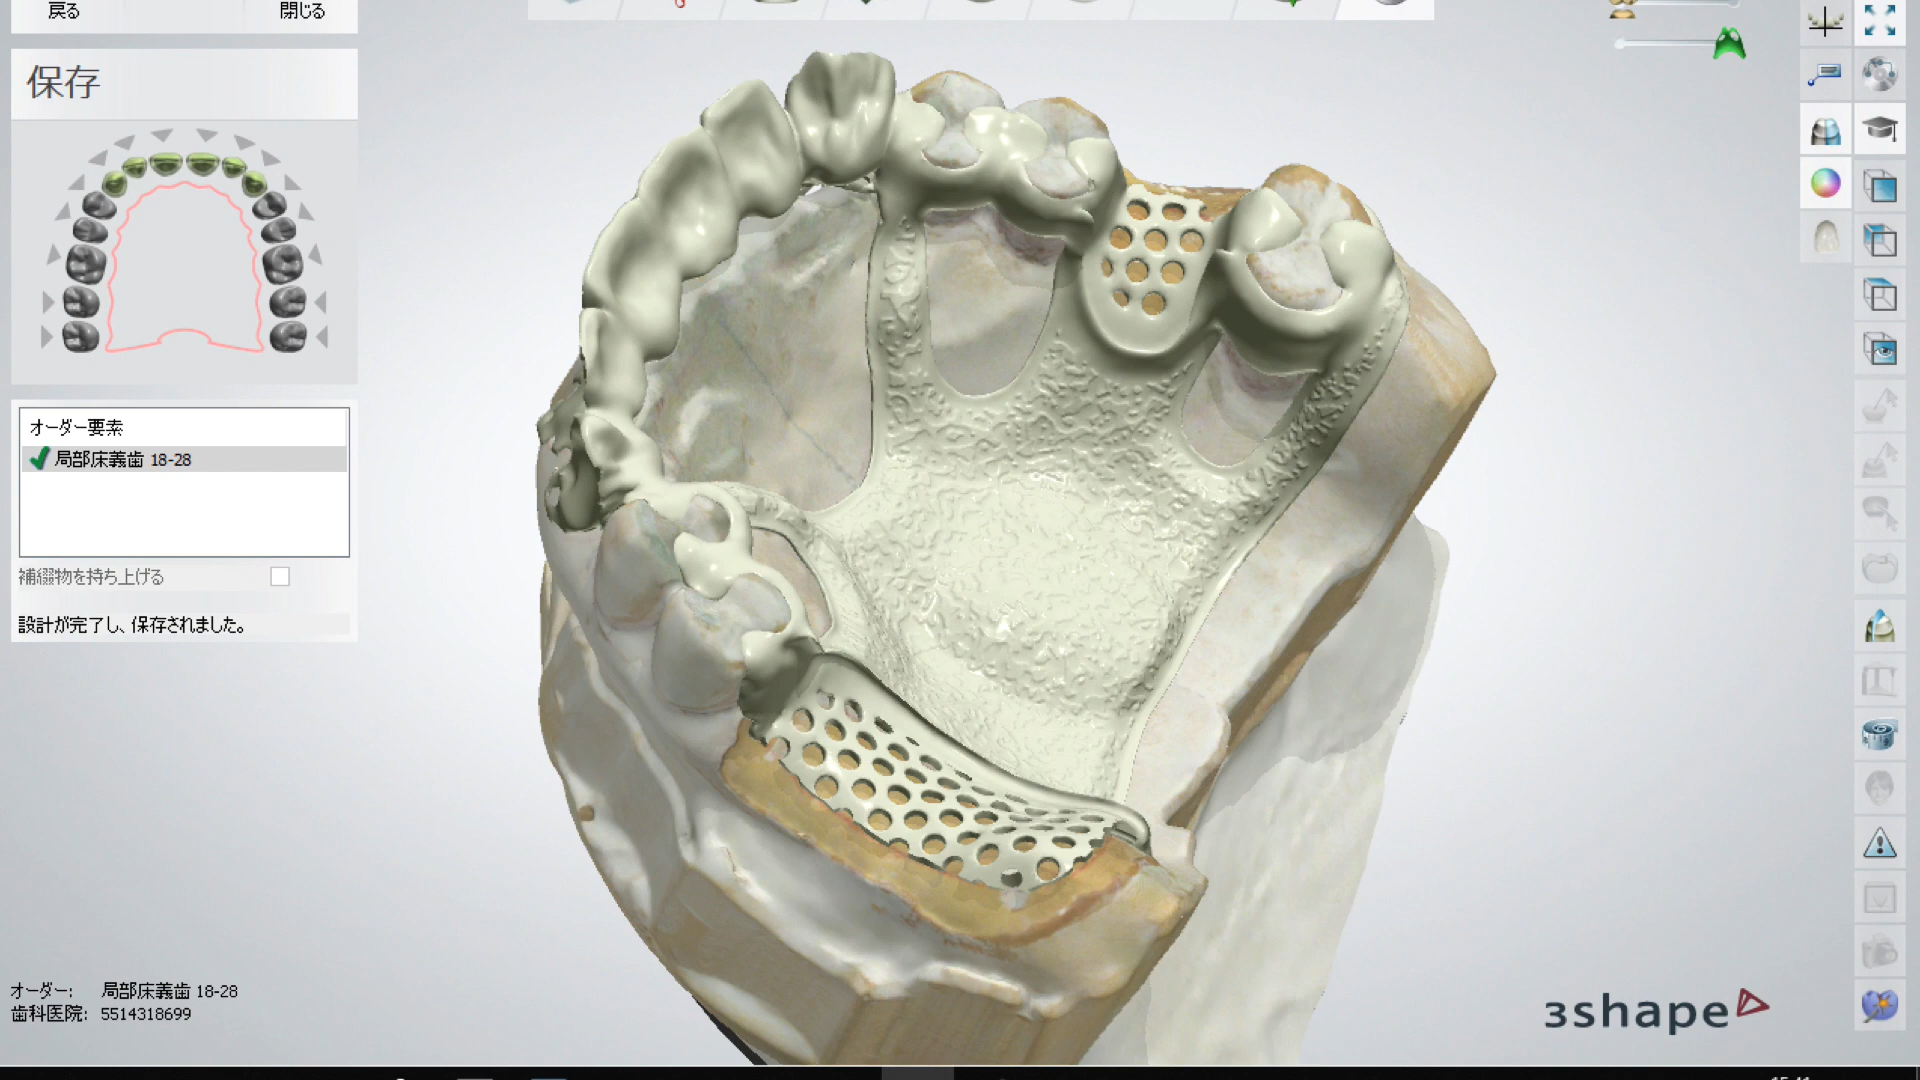 戻る
閉じる
保存
オーダー要素
局部床義歯 18-28
補綴物を持ち上げる
設計が完了し、保存されました。
オーダー: 局部床義歯 18-28
歯科医院: 5514318699
3shape